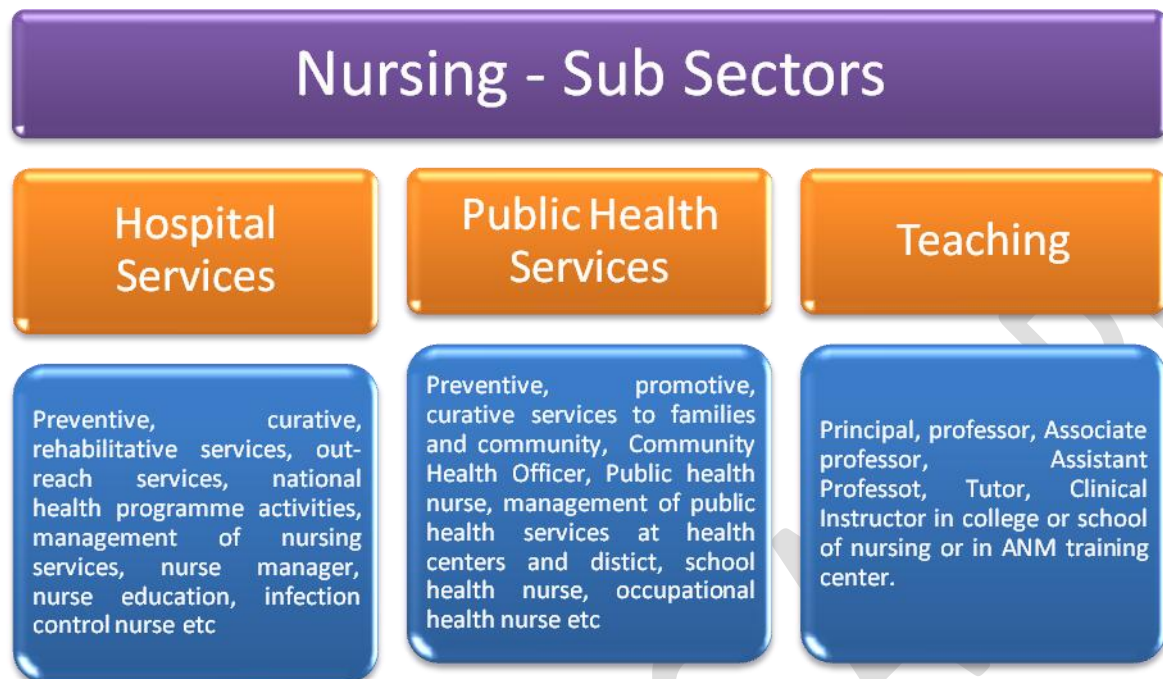 Nursing - Sub Sectors
Hospital
Services
Preventive, curative,
rehabilitative services, out-
reach services, national
health programme activities,
management of nursing
services, nurse manager,
nurse education, infection
control nurse etc
Public Health
Services
Preventive, promotive,
curative services to families
and community, Community
Health Officer, Public health
nurse, management of public
health services at health
centers and distict, school
health nurse, occupational
health nurse etc
Teaching
Principal, professor, Associate
professor, Assistant
Professot, Tutor, Clinical
Instructor in college or school
of nursing or in ANM training
center.